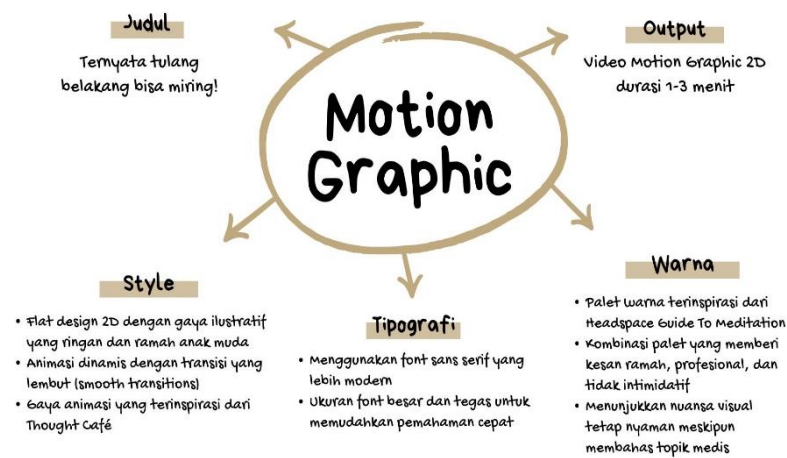 Judul
Ternyata tulang
belakang bisa miring!
Output
Video Motion Graphic 2D
durasi 1-3 menit
Motion
Graphic
Style
• Flat design 2D dengan gaya ilustratif
yang ringan dan ramah anak muda
• Animasi dinamis dengan transisi yang
lembut (smooth transitions)
• Gaya animasi yang terinspirasi dari
Thought Café
Tipografi
• Menggunakan font sans serif yang
lebih modern
• Ukuran font besar dan tegas untuk
memudahkan pemahaman cepat
Warna
• Palet warna terinspirasi dari
Headspace Guide To Meditation
• Kombinasi palet yang memberi
kesan ramah, profesional, dan
tidak intimidatif
• Menunjukkan nuansa visual
tetap nyaman meskipun
membahas topik medis